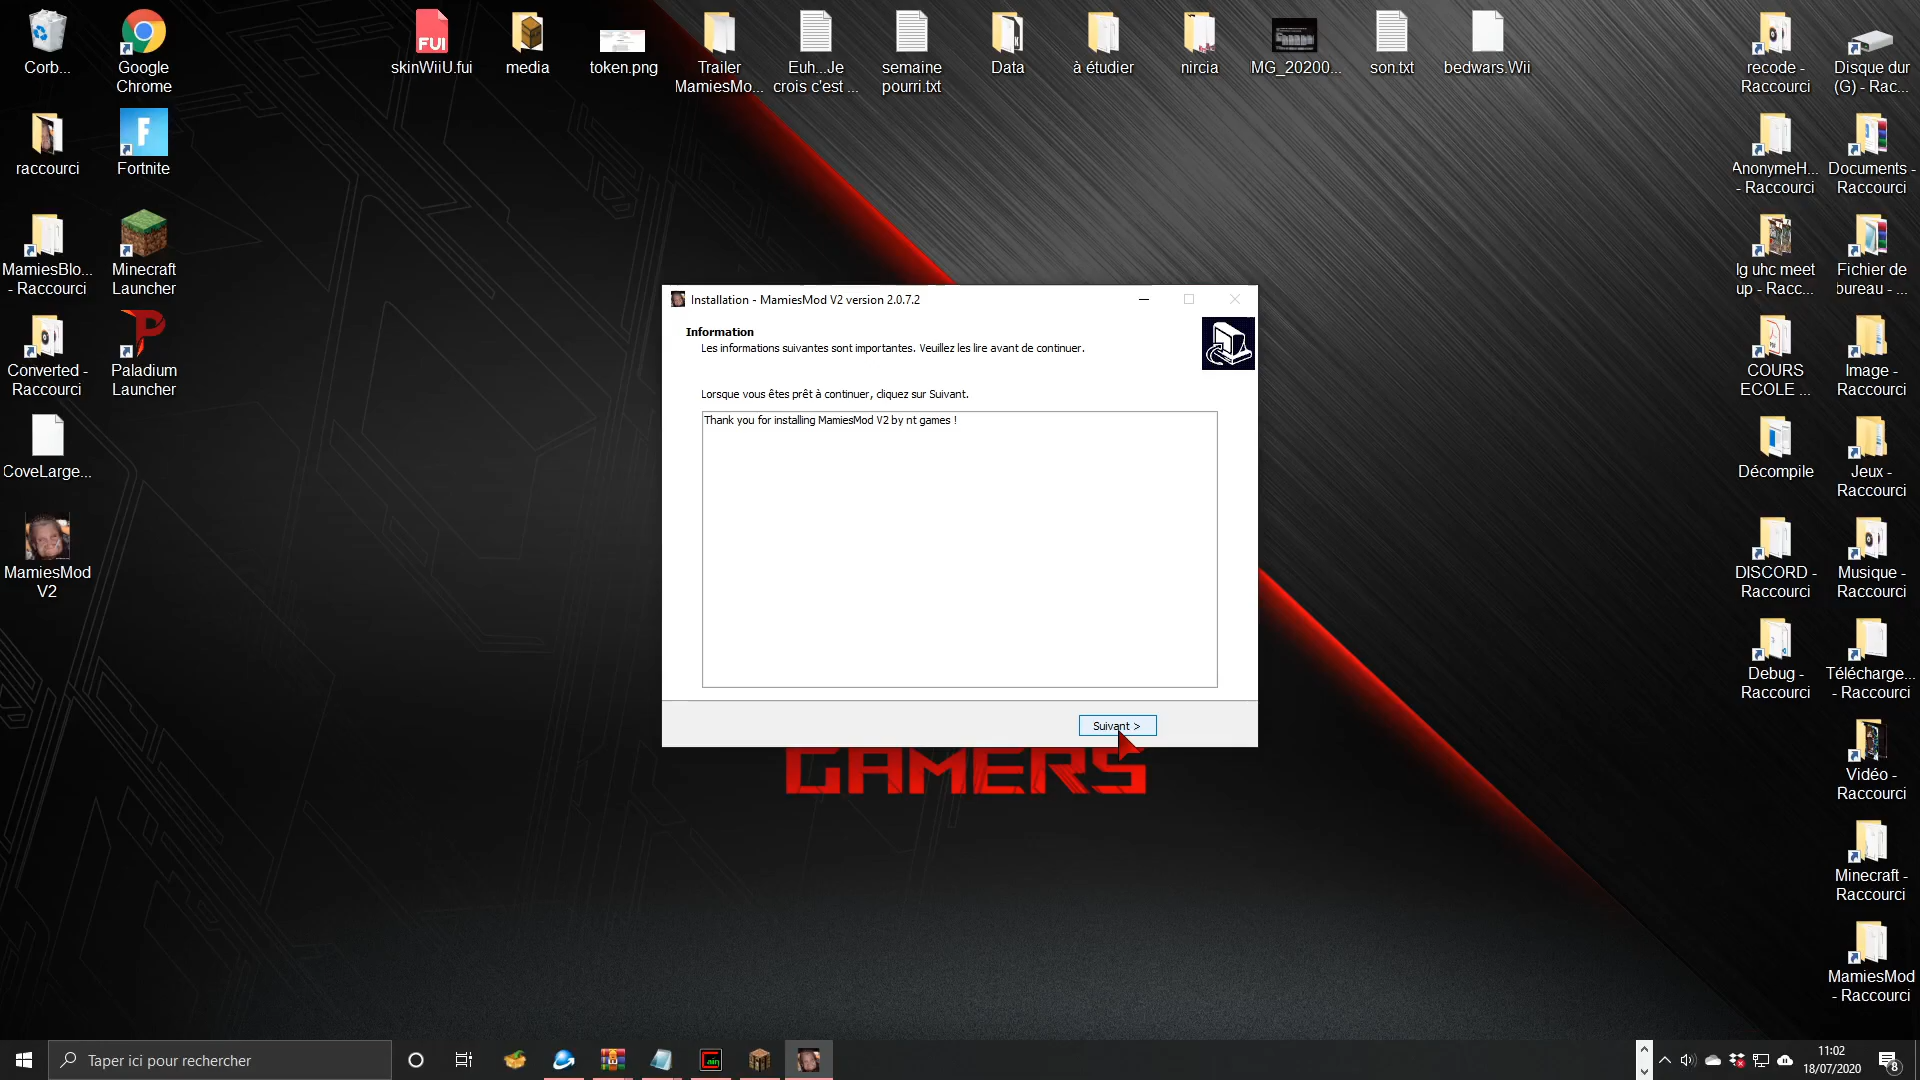 Corb...
Google
Chrome
skinWiiU.fui
media
token.png
Trailer
MamiesMo...
Euh...Je
crois c'est ...
semaine
pourri.txt
Data
à étudier
nircia
MG_20200...
son.txt
bedwars.Wii
recode -
Raccourci
Disque dur
(G) - Rac...
raccourci
Fortnite
AnonymeH...
- Raccourci
Documents -
Raccourci
MamiesBlo...
- Raccourci
Minecraft
Launcher
lg uhc meet
up - Racc...
Fichier de
bureau - ...
Converted -
Raccourci
Paladium
Launcher
COURS
ECOLE ...
Image -
Raccourci
CoveLarge...
Décompile
Jeux -
Raccourci
MamiesMod
V2
DISCORD -
Raccourci
Musique -
Raccourci
Debug -
Raccourci
Télécharge...
- Raccourci
Vidéo -
Raccourci
Minecraft -
Raccourci
MamiesMod
- Raccourci
FUI
Installation - MamiesMod V2 version 2.0.7.2
Information
Les informations suivantes sont importantes. Veuillez les lire avant de continuer.
Lorsque vous êtes prêt à continuer, cliquez sur Suivant.
Thank you for installing MamiesMod V2 by nt games !
Suivant >
GAMERS
Taper ici pour rechercher
11:02
18/07/2020
8